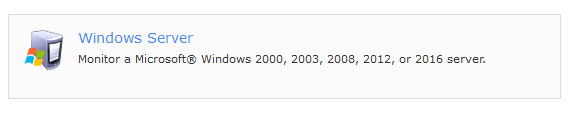 Windows Server
Monitor a Microsoft® Windows 2000, 2003, 2008, 2012, or 2016 server.